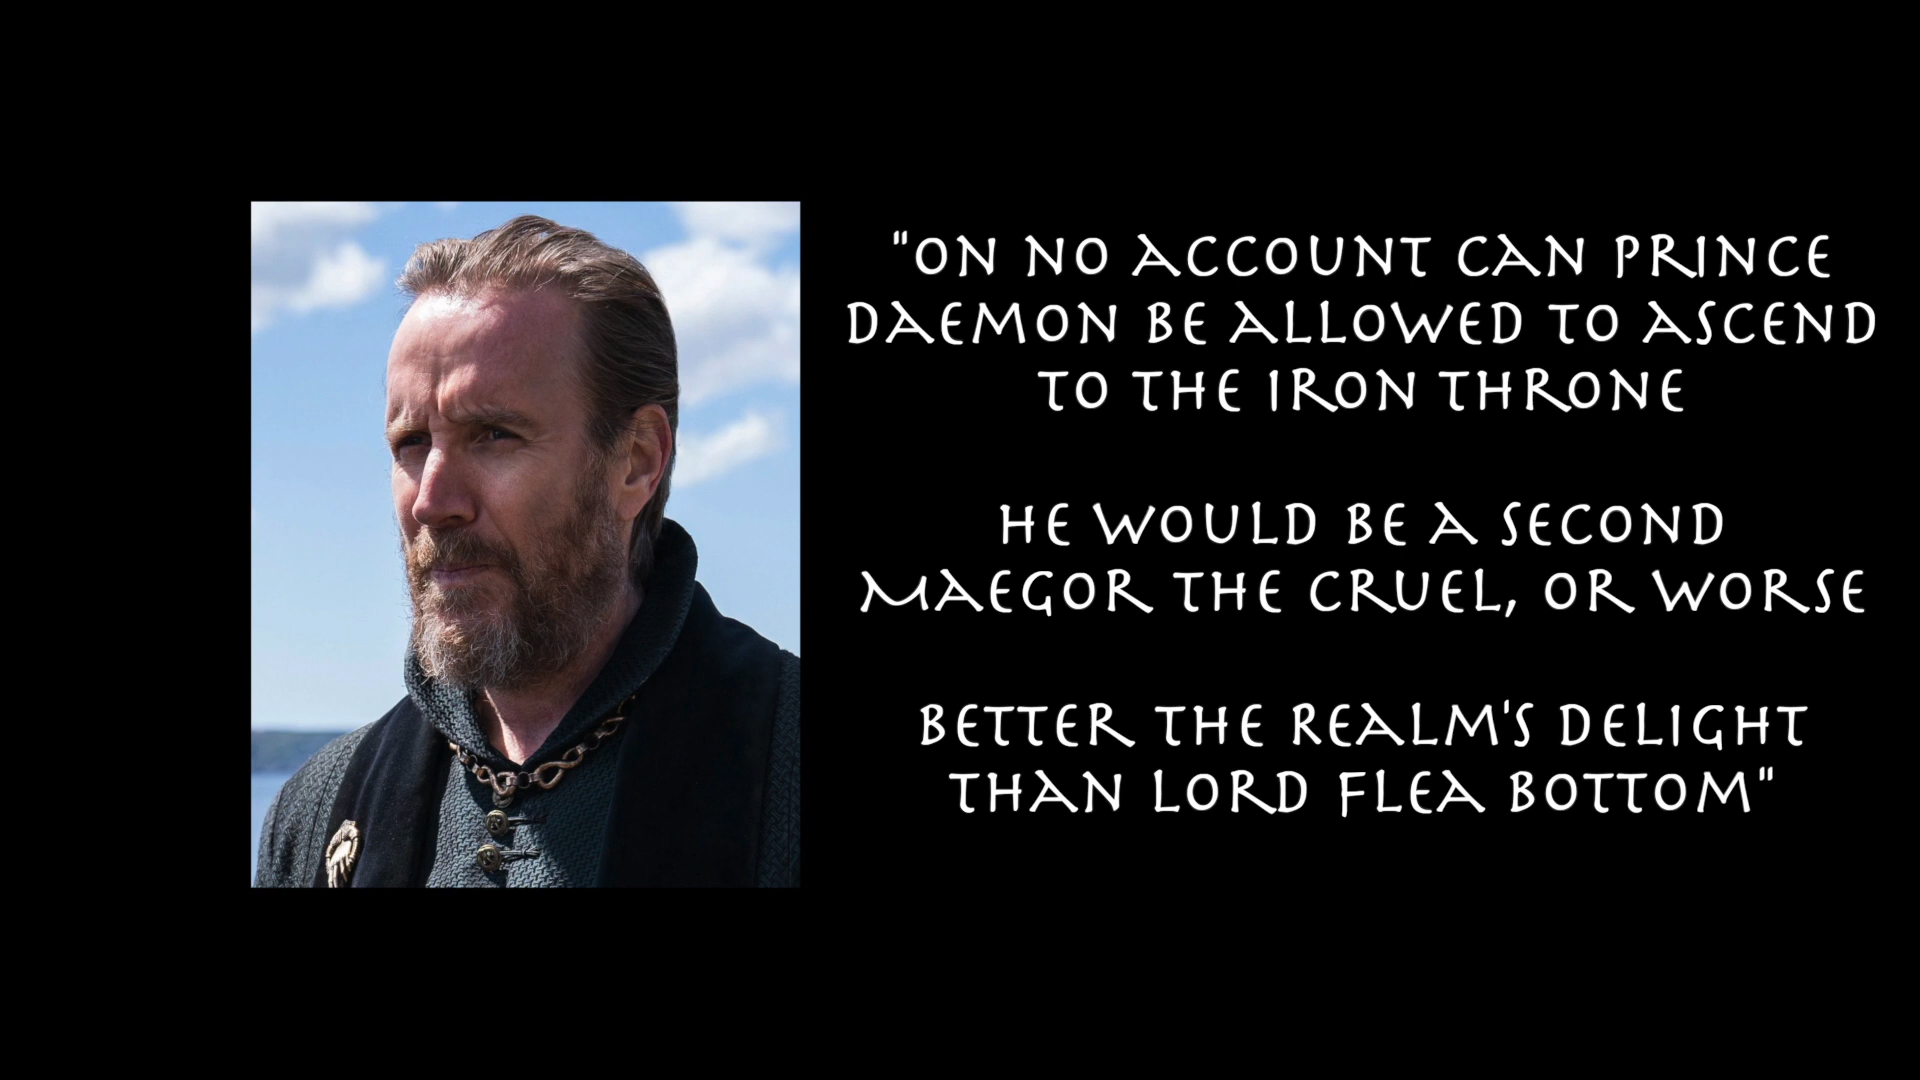 "On no account can Prince
Daemon be allowed to ascend
to the Iron Throne
He would be a second
Maegor the Cruel, or worse
Better the Realm's Delight
than Lord Flea Bottom"